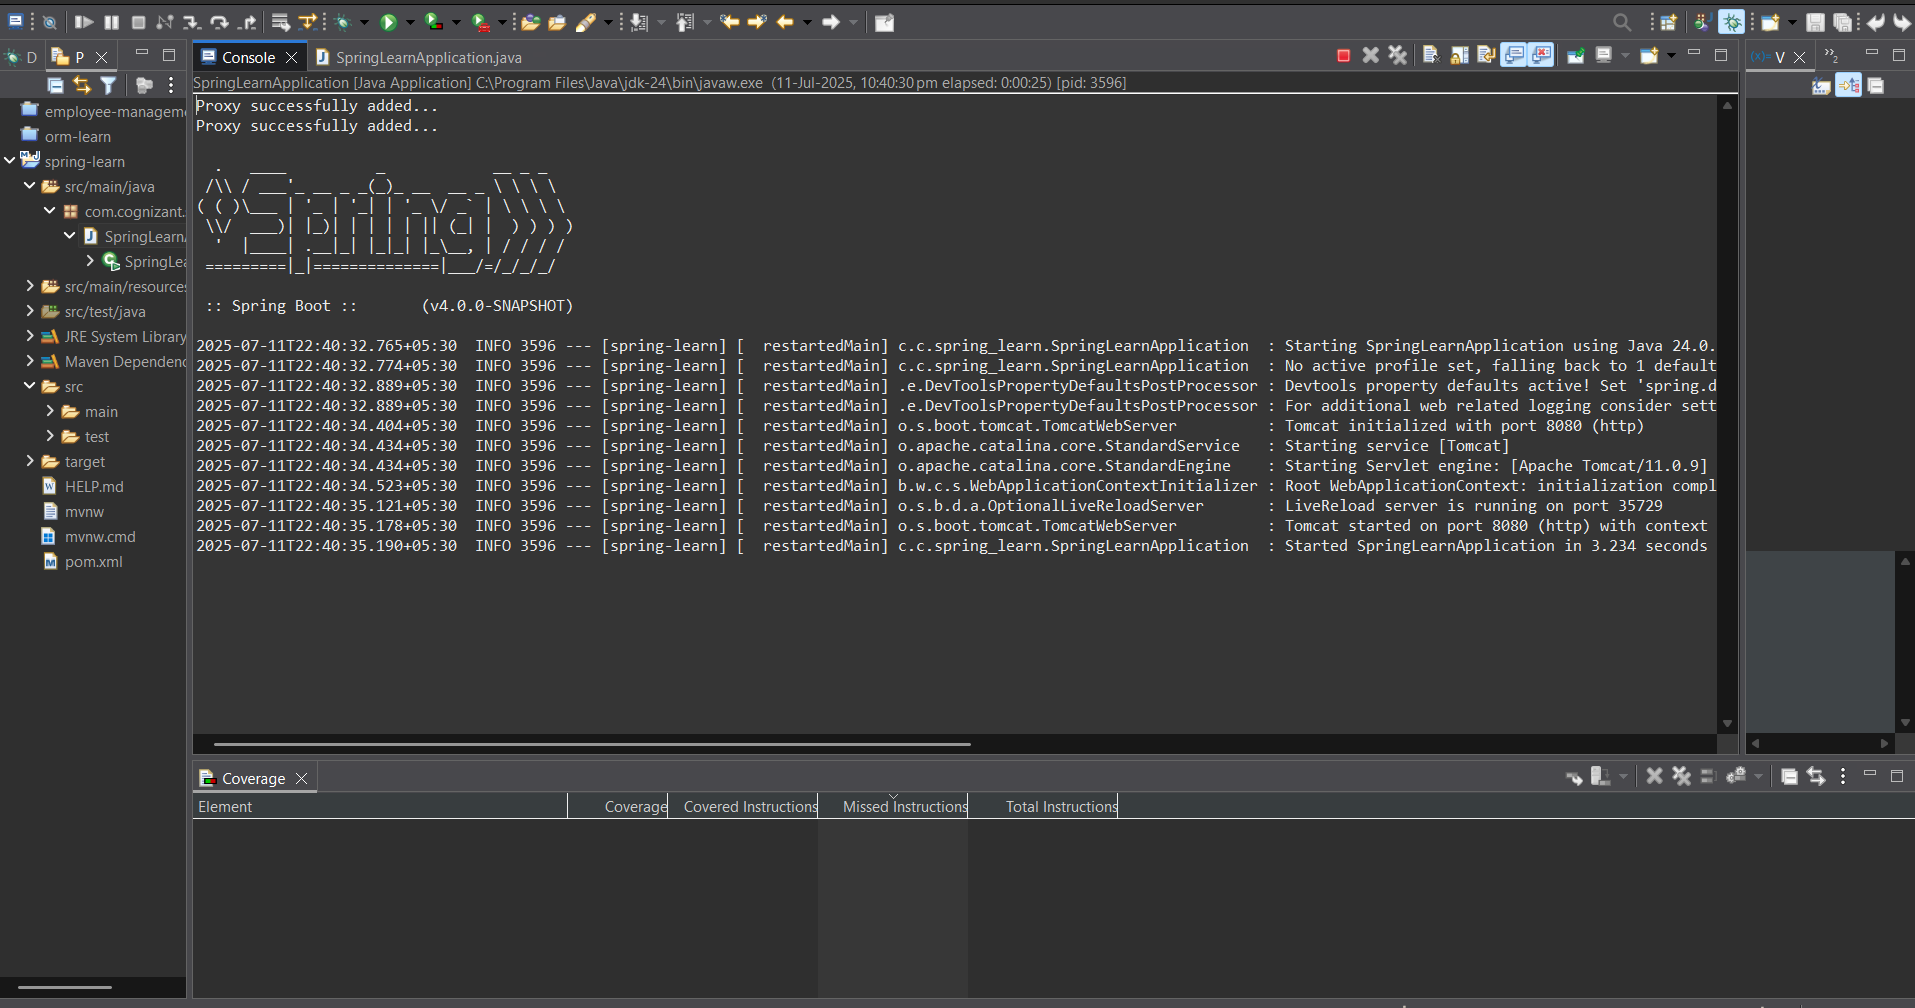 D
P
Console
SpringLearnApplication.java
V
2
SpringLearnApplication [Java Application] C:\Program Files\Java\jdk-24\bin\javaw.exe  (11-Jul-2025, 10:40:30 pm elapsed: 0:00:25) [pid: 3596]
employee-manageme
orm-learn
spring-learn
src/main/java
com.cognizant.
SpringLearnA
SpringLea
src/main/resources
src/test/java
JRE System Library
Maven Dependenc
src
main
test
target
HELP.md
mvnw
mvnw.cmd
pom.xml
Proxy successfully added...
Proxy successfully added...
  .   ____          _            __ _ _
 /\\ / ___'_ __ _ _(_)_ __  __ _ \ \ \ \
( ( )\___ | '_ | '_| | '_ \/ _` | \ \ \ \
 \\/  ___)| |_)| | | | | || (_| |  ) ) ) )
  '  |____| .__|_| |_|_| |_\__, | / / / /
 =========|_|==============|___/=/_/_/_/
 :: Spring Boot ::       (v4.0.0-SNAPSHOT)
2025-07-11T22:40:32.765+05:30  INFO 3596 --- [spring-learn] [  restartedMain] c.c.spring_learn.SpringLearnApplication  : Starting SpringLearnApplication using Java 24.0.
2025-07-11T22:40:32.774+05:30  INFO 3596 --- [spring-learn] [  restartedMain] c.c.spring_learn.SpringLearnApplication  : No active profile set, falling back to 1 default
2025-07-11T22:40:32.889+05:30  INFO 3596 --- [spring-learn] [  restartedMain] .e.DevToolsPropertyDefaultsPostProcessor : Devtools property defaults active! Set 'spring.d
2025-07-11T22:40:32.889+05:30  INFO 3596 --- [spring-learn] [  restartedMain] .e.DevToolsPropertyDefaultsPostProcessor : For additional web related logging consider sett
2025-07-11T22:40:34.404+05:30  INFO 3596 --- [spring-learn] [  restartedMain] o.s.boot.tomcat.TomcatWebServer          : Tomcat initialized with port 8080 (http)
2025-07-11T22:40:34.434+05:30  INFO 3596 --- [spring-learn] [  restartedMain] o.apache.catalina.core.StandardService   : Starting service [Tomcat]
2025-07-11T22:40:34.434+05:30  INFO 3596 --- [spring-learn] [  restartedMain] o.apache.catalina.core.StandardEngine    : Starting Servlet engine: [Apache Tomcat/11.0.9]
2025-07-11T22:40:34.523+05:30  INFO 3596 --- [spring-learn] [  restartedMain] b.w.c.s.WebApplicationContextInitializer : Root WebApplicationContext: initialization compl
2025-07-11T22:40:35.121+05:30  INFO 3596 --- [spring-learn] [  restartedMain] o.s.b.d.a.OptionalLiveReloadServer       : LiveReload server is running on port 35729
2025-07-11T22:40:35.178+05:30  INFO 3596 --- [spring-learn] [  restartedMain] o.s.boot.tomcat.TomcatWebServer          : Tomcat started on port 8080 (http) with context
2025-07-11T22:40:35.190+05:30  INFO 3596 --- [spring-learn] [  restartedMain] c.c.spring_learn.SpringLearnApplication  : Started SpringLearnApplication in 3.234 seconds
Coverage
Element  Coverage  Covered Instructions  Missed Instructions  Total Instructions